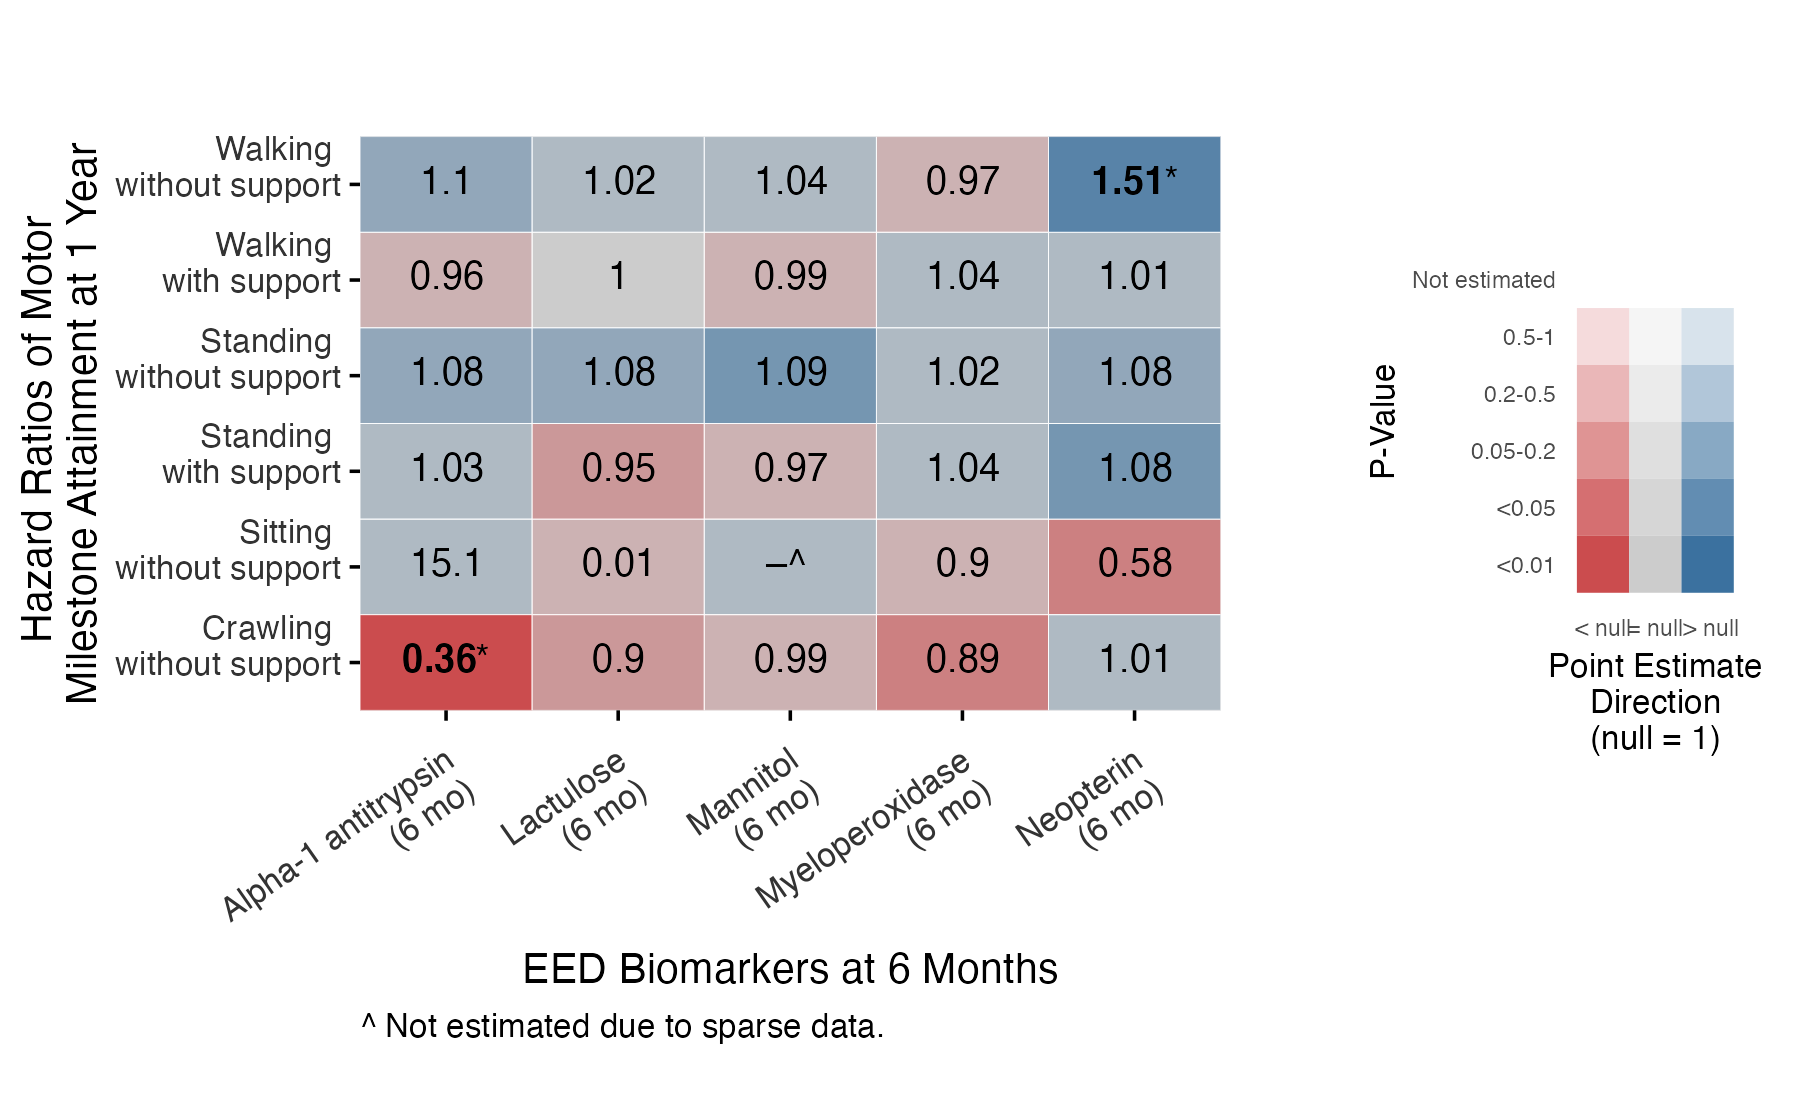 Hazard Ratios of Motor
Milestone Attainment at 1 Year
Walking
without support
1.1
1.02
1.04
0.97
1.51*
Walking
with support
0.96
1
0.99
1.04
1.01
Standing
without support
1.08
1.08
1.09
1.02
1.08
Standing
with support
1.03
0.95
0.97
1.04
1.08
Sitting
without support
15.1
0.01
–^
0.9
0.58
Crawling
without support
0.36*
0.9
0.99
0.89
1.01
Alpha-1 antitrypsin
(6 mo)
Lactulose
(6 mo)
Mannitol
(6 mo)
Myeloperoxidase
(6 mo)
Neopterin
(6 mo)
EED Biomarkers at 6 Months
^ Not estimated due to sparse data.
P-Value
Not estimated
0.5-1
0.2-0.5
0.05-0.2
<0.05
<0.01
< null
= null
> null
Point Estimate
Direction
(null = 1)